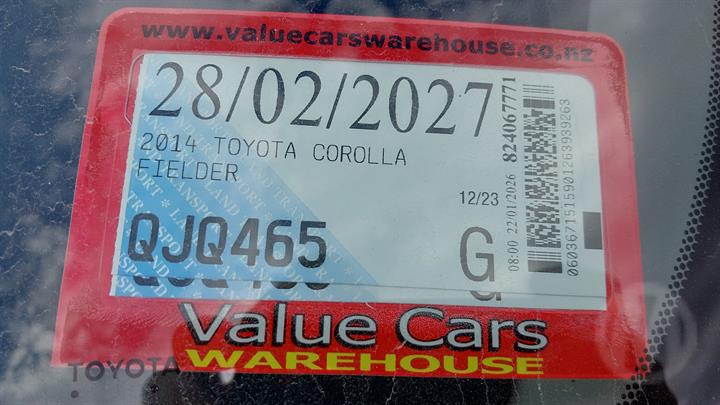 www.valuecarswarehouse.co.nz
28/02/2027
2014 TOYOTA COROLLA
FIELDER
12/23
QJQ465
G
08:00 22/01/2026 824067771
0603671515901263939263
Value Cars
WAREHOUSE
TOYOTA